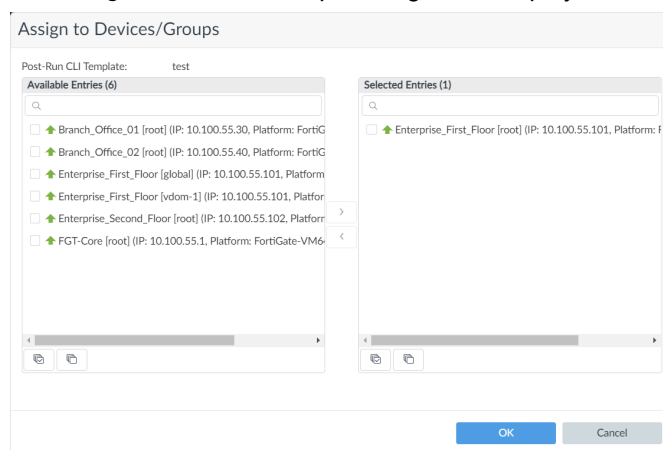 Assign to Devices/Groups
Post-Run CLI Template: test
Available Entries (6)
Branch_Office_01 [root] (IP: 10.100.55.30, Platform: FortiG
Branch_Office_02 [root] (IP: 10.100.55.40, Platform: FortiG
Enterprise_First_Floor [global] (IP: 10.100.55.101, Platform
Enterprise_First_Floor [vdom-1] (IP: 10.100.55.101, Platfor
Enterprise_Second_Floor [root] (IP: 10.100.55.102, Platfor
FGT-Core [root] (IP: 10.100.55.1, Platform: FortiGate-VM64
Selected Entries (1)
Enterprise_First_Floor [root] (IP: 10.100.55.101, Platform: F
OK
Cancel